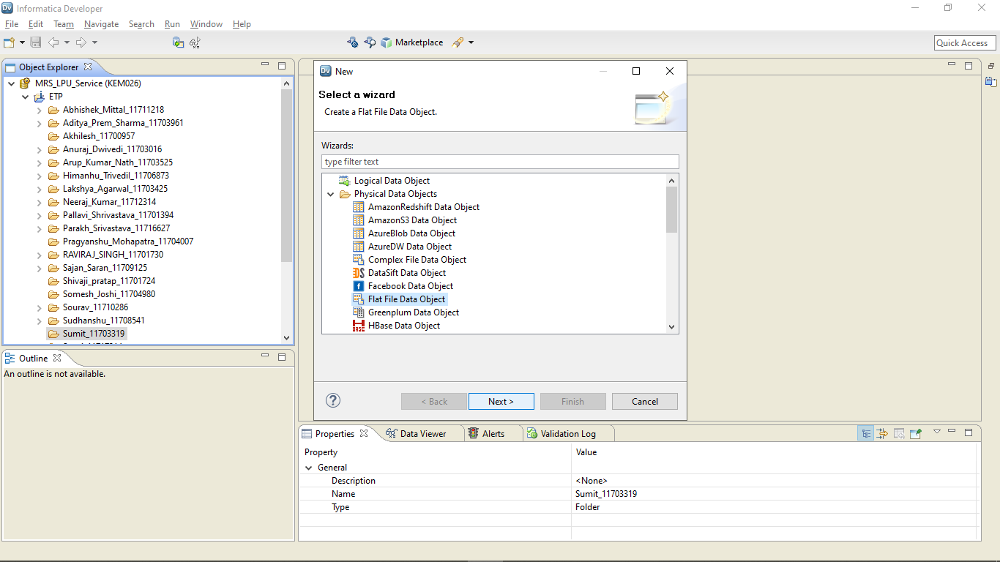 Dv Informatica Developer
File Edit Team Navigate Search Run Window Help
Marketplace
Quick Access
Object Explorer
MRS_LPU_Service (KEM026)
ETP
Abhishek_Mittal_11711218
Aditya_Prem_Sharma_11703961
Akhilesh_11700957
Anuraj_Dwivedi_11703016
Arup_Kumar_Nath_11703525
Himanhu_Trivedil_11706873
Lakshya_Agarwal_11703425
Neeraj_Kumar_11712314
Pallavi_Shrivastava_11701394
Parakh_Srivastava_11716627
Pragyanshu_Mohapatra_11704007
RAVIRAJ_SINGH_11701730
Sajan_Saran_11709125
Shivaji_pratap_11701724
Somesh_Joshi_11704980
Sourav_11710286
Sudhanshu_11708541
Sumit_11703319
Outline
An outline is not available.
Dv New
Select a wizard
Create a Flat File Data Object.
Wizards:
type filter text
Logical Data Object
Physical Data Objects
AmazonRedshift Data Object
AmazonS3 Data Object
AzureBlob Data Object
AzureDW Data Object
Complex File Data Object
DataSift Data Object
Facebook Data Object
Flat File Data Object
Greenplum Data Object
HBase Data Object
< Back Next > Finish Cancel
Properties Data Viewer Alerts Validation Log
Property Value
General
Description <None>
Name Sumit_11703319
Type Folder